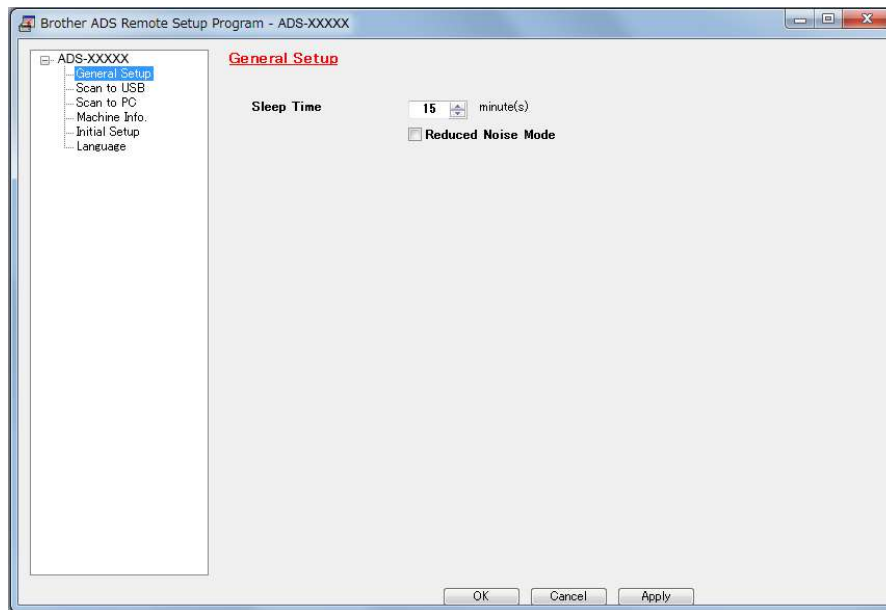 Brother ADS Remote Setup Program - ADS-XXXXX
ADS-XXXXX
General Setup
Scan to USB
Scan to PC
Machine Info.
Initial Setup
Language
General Setup
Sleep Time 15 minute(s)
Reduced Noise Mode
OK Cancel Apply